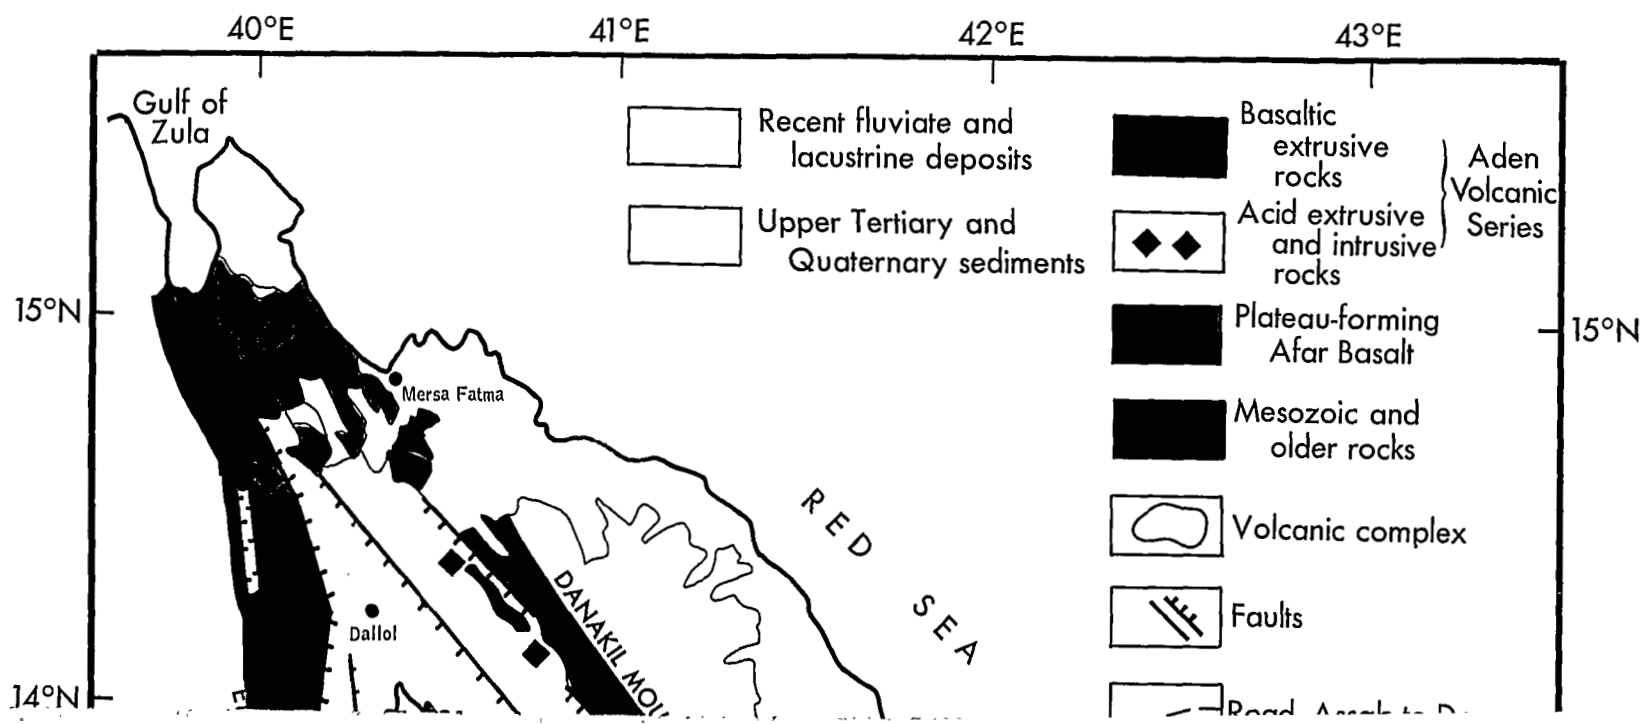 40°E 41°E 42°E 43°E
Gulf of
Zula
Recent fluviate and
lacustrine deposits
Upper Tertiary and
Quaternary sediments
Basaltic
extrusive
rocks
Acid extrusive
and intrusive
rocks
Aden
Volcanic
Series
15°N
15°N
Plateau-forming
Afar Basalt
Mersa Fatma
Mesozoic and
older rocks
RED SEA
Volcanic complex
DANAKIL
Faults
Dallol
14°N